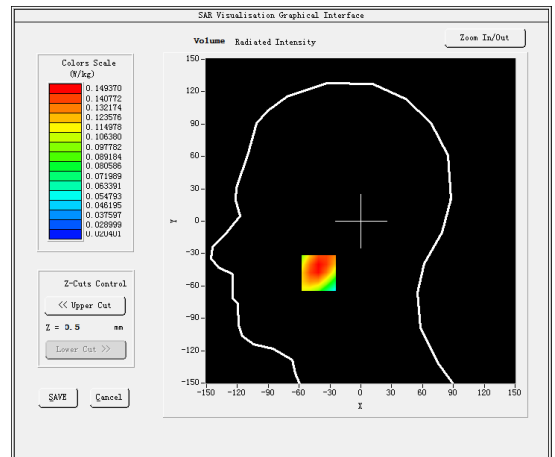 SAR Visualisation Graphical Interface
Volume Radiated Intensity
Zoom In/Out
Colors Scale
(W/kg)
0.149370
0.140772
0.132174
0.123576
0.114978
0.106380
0.097782
0.089184
0.080586
0.071989
0.063391
0.054793
0.046195
0.037597
0.028999
0.020401
Z-Cuts Control
<< Upper Cut
Z = 3.5 mm
Lower Cut >>
SAVE Cancel
150
120
90
60
30
Y 0
-30
-60
-90
-120
-150
-150 -120 -90 -60 -30 0 30 60 90 120 150
X